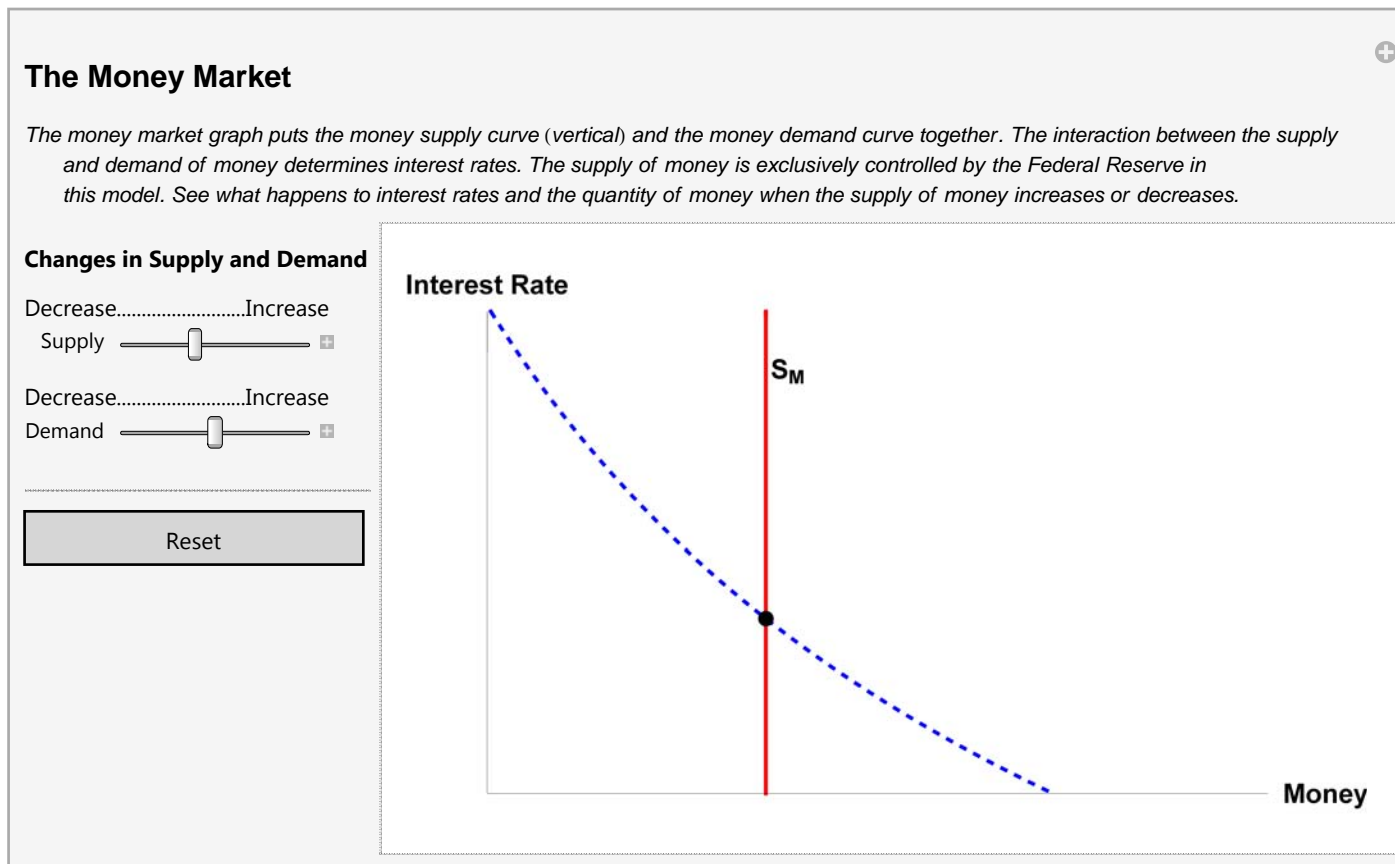 The Money Market
The money market graph puts the money supply curve (vertical) and the money demand curve together. The interaction between the supply
and demand of money determines interest rates. The supply of money is exclusively controlled by the Federal Reserve in
this model. See what happens to interest rates and the quantity of money when the supply of money increases or decreases.
Changes in Supply and Demand
Decrease..........................Increase
Supply
Decrease..........................Increase
Demand
Reset
Interest Rate
SM
Money